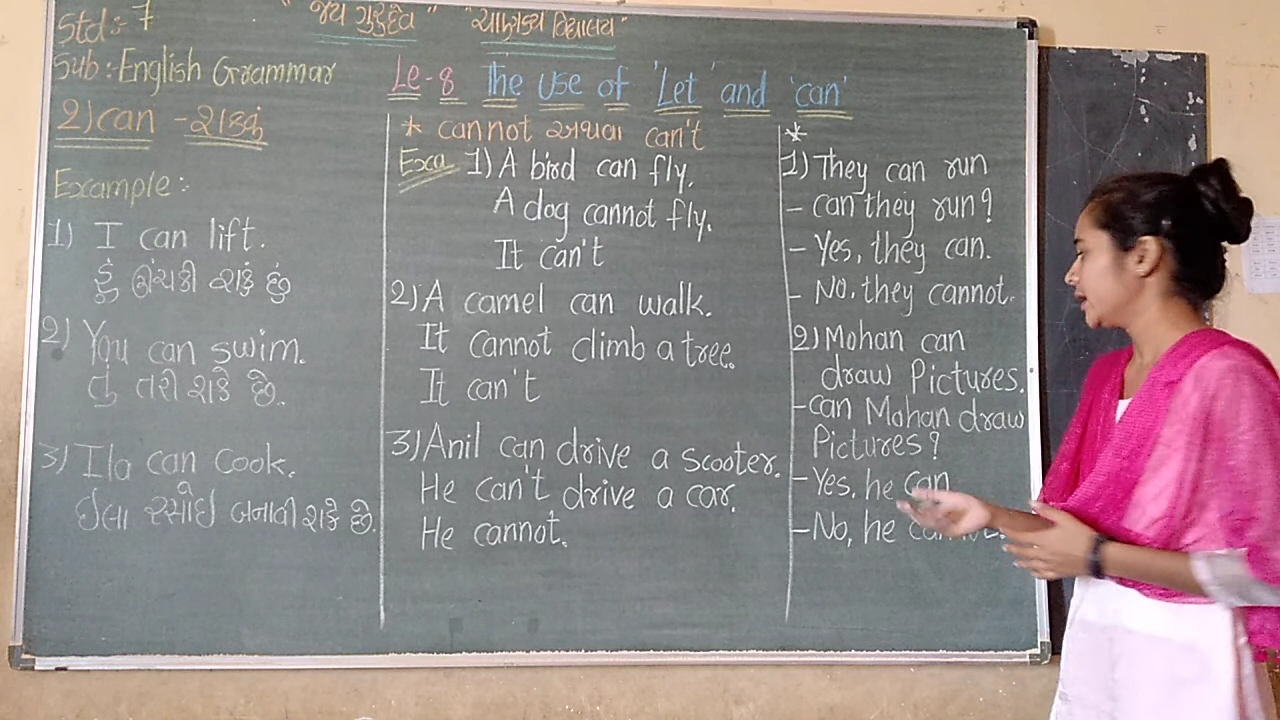 Std:- 7
"જય ગુરુદેવ" "ચાણક્ય વિદ્યાલય"
Sub:-English Grammar
Le-8 The use of 'Let' and 'can'
2) can - શકવું
Example:-
1) I can lift.
હું ઊંચકી શકું છું
2) You can swim.
તું તરી શકે છે.
3) Ila can cook.
ઈલા રસોઈ બનાવી શકે છે.
* cannot અથવા can't
Exa. 1) A bird can fly.
A dog cannot fly.
It can't
2) A camel can walk.
It cannot climb a tree.
It can't
3) Anil can drive a scooter.
He can't drive a car.
He cannot.
*
1) They can run
- can they run?
- Yes, they can.
- No, they cannot.
2) Mohan can
draw Pictures.
- can Mohan draw
Pictures?
- Yes, he can
- No, he